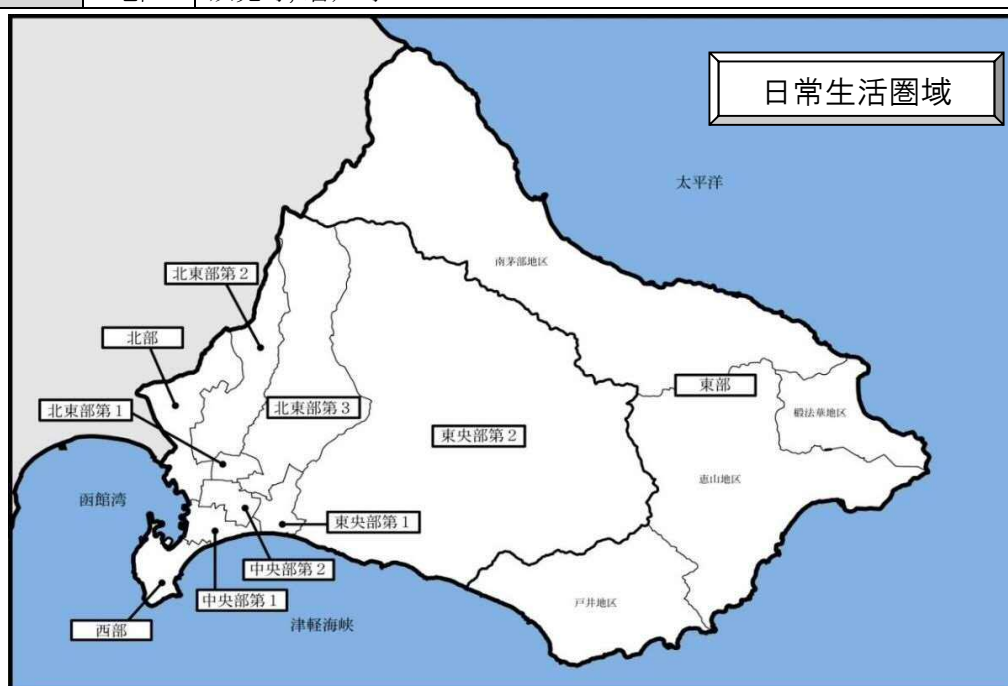 日常生活圏域
太平洋
南茅部地区
北東部第2
北部
東部
北東部第1
北東部第3
椴法華地区
東央部第2
恵山地区
函館湾
東央部第1
中央部第2
戸井地区
中央部第1
津軽海峡
西部